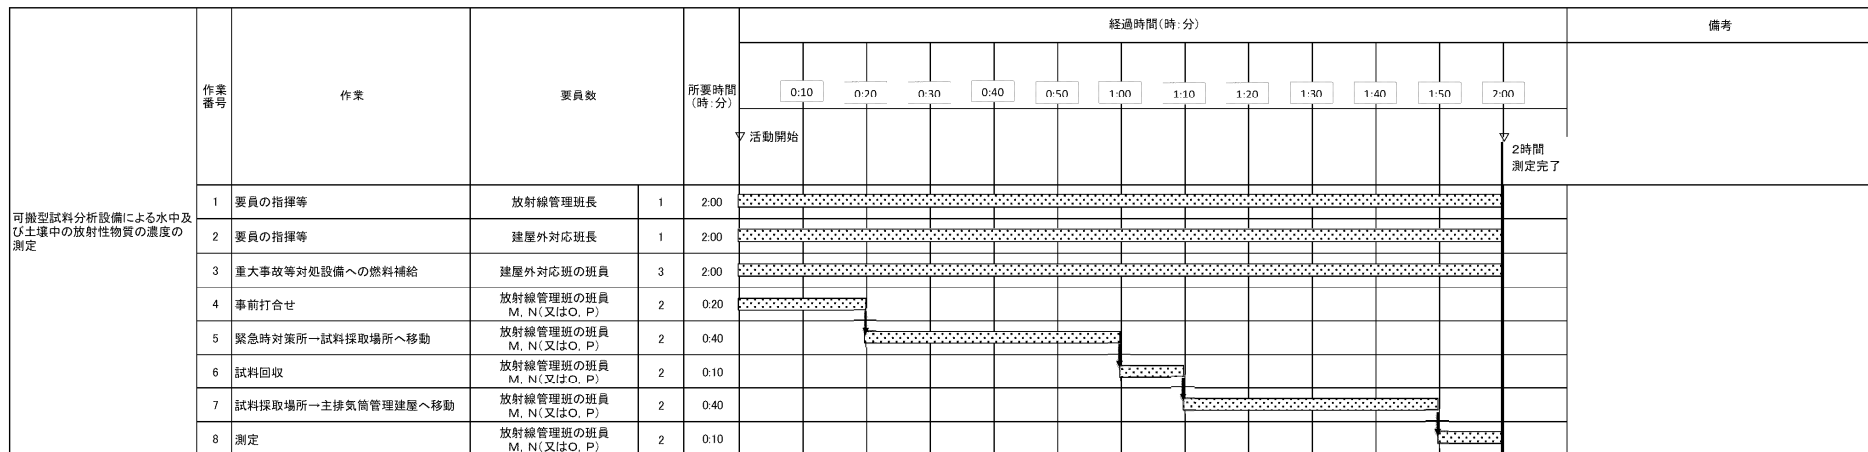 経過時間(時:分)
備考
作業
番号
作業
要員数
所要時間
(時:分)
0:10
0:20
0:30
0:40
0:50
1:00
1:10
1:20
1:30
1:40
1:50
2:00
▽ 活動開始
▽
2時間
測定完了
可搬型試料分析設備による水中及
び土壌中の放射性物質の濃度の
測定
1 要員の指揮等 放射線管理班長 1 2:00
2 要員の指揮等 建屋外対応班長 1 2:00
3 重大事故等対処設備への燃料補給 建屋外対応班の班員 3 2:00
4 事前打合せ 放射線管理班の班員 2 0:20
M, N(又はO, P)
5 緊急時対策所→試料採取場所へ移動 放射線管理班の班員 2 0:40
M, N(又はO, P)
6 試料回収 放射線管理班の班員 2 0:10
M, N(又はO, P)
7 試料採取場所→主排気筒管理建屋へ移動 放射線管理班の班員 2 0:40
M, N(又はO, P)
8 測定 放射線管理班の班員 2 0:10
M, N(又はO, P)